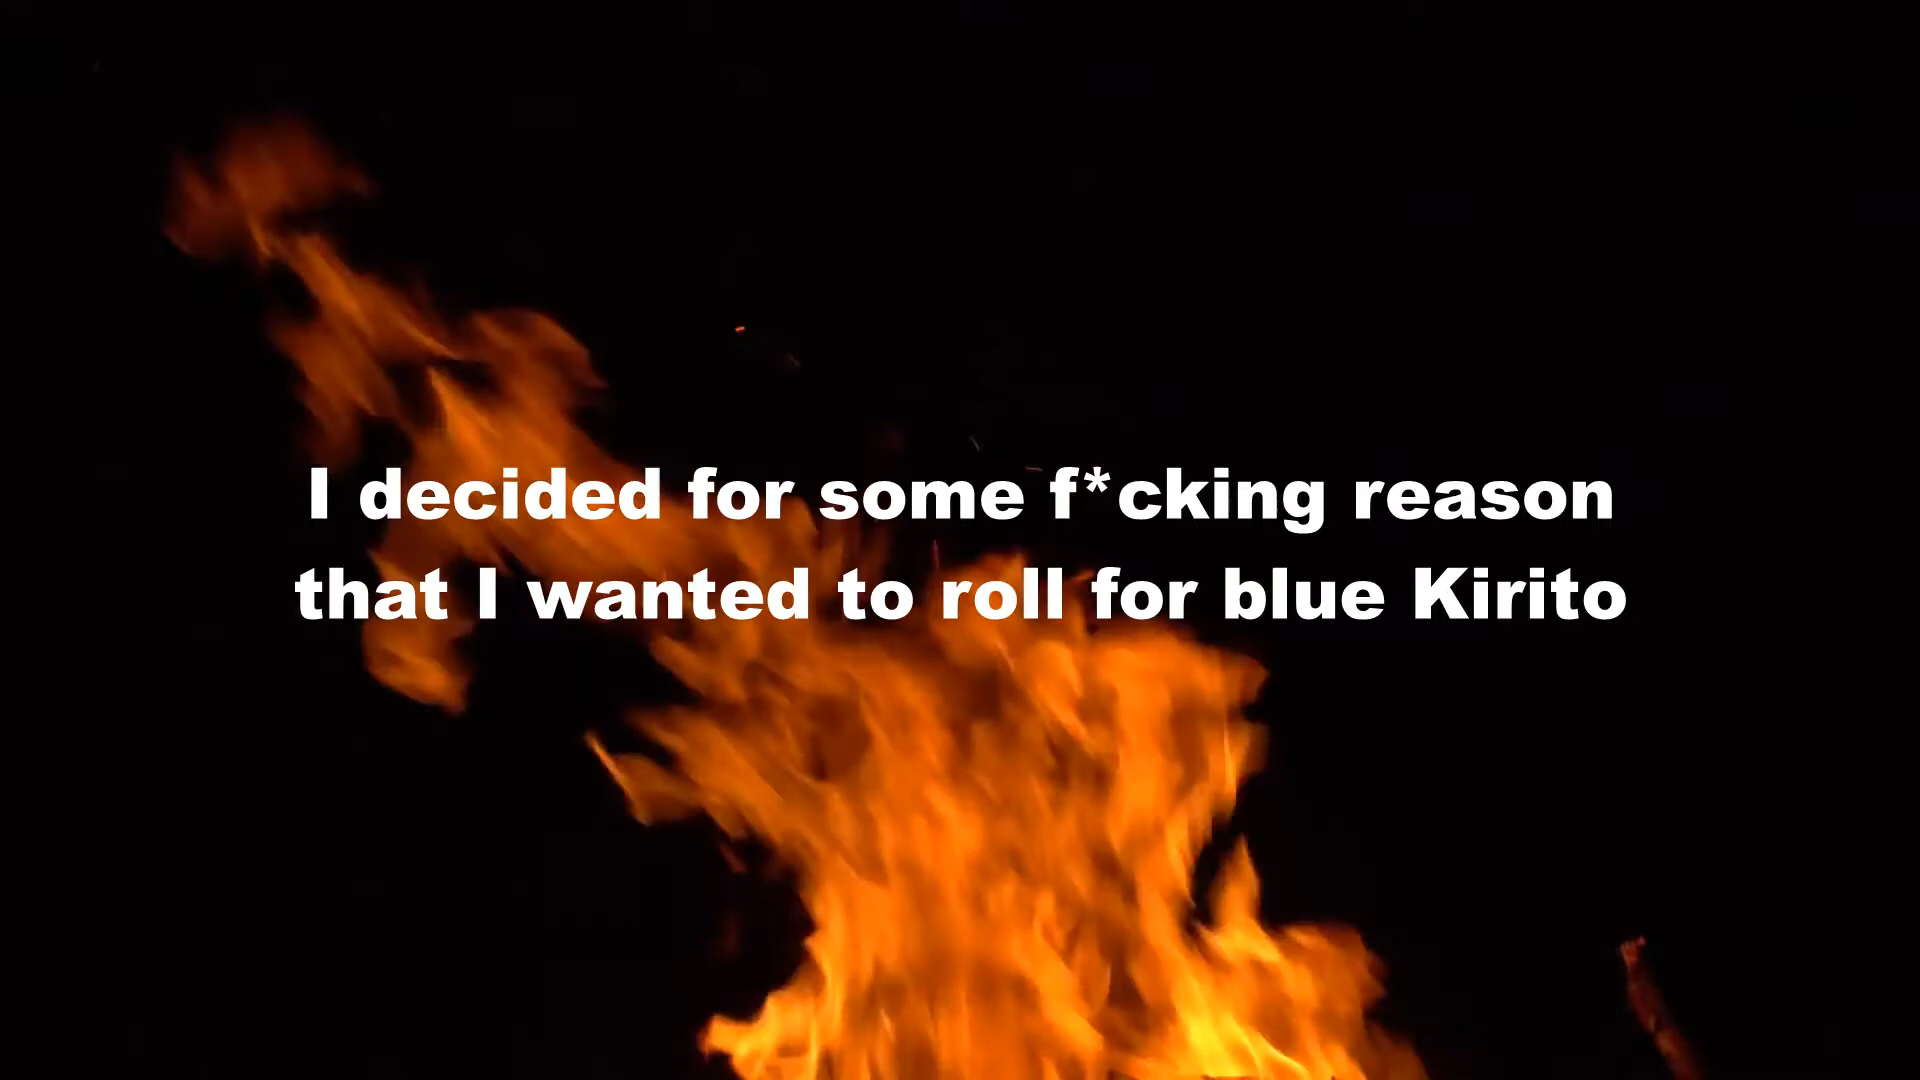 I decided for some f*cking reason
that I wanted to roll for blue Kirito